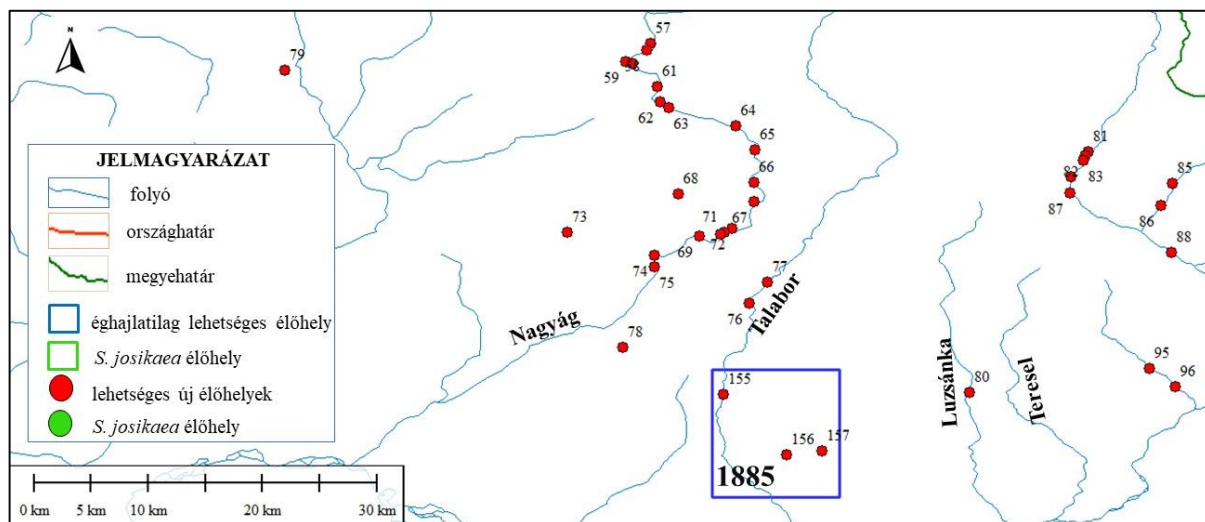 N
57
79
59
58
61
62
63
64
65
66
81
82
83
85
68
87
86
71
67
73
72
88
69
74
75
77
76
Talabor
Nagyág
78
JELMAGYARÁZAT
folyó
országhatár
megyehatár
éghajlatilag lehetséges élőhely
S. josikaea élőhely
lehetséges új élőhelyek
S. josikaea élőhely
Luzsánka
Teresel
80
95
96
155
156
157
1885
0 km
5 km
10 km
20 km
30 km